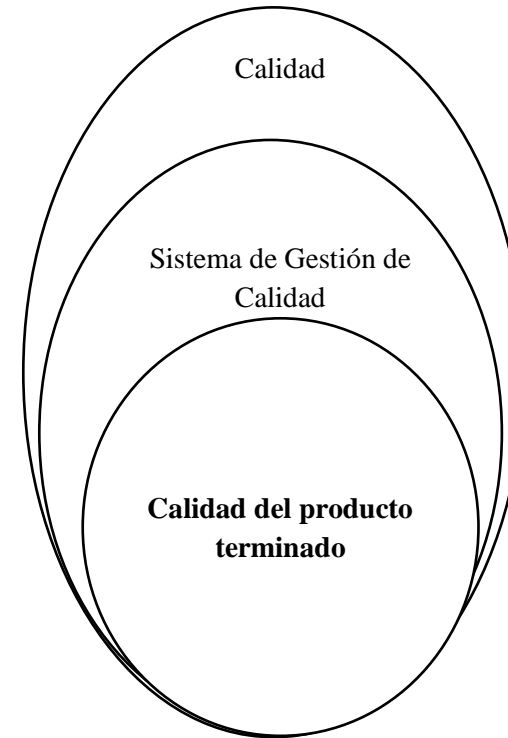 Calidad
Sistema de Gestión de
Calidad
Calidad del producto
terminado